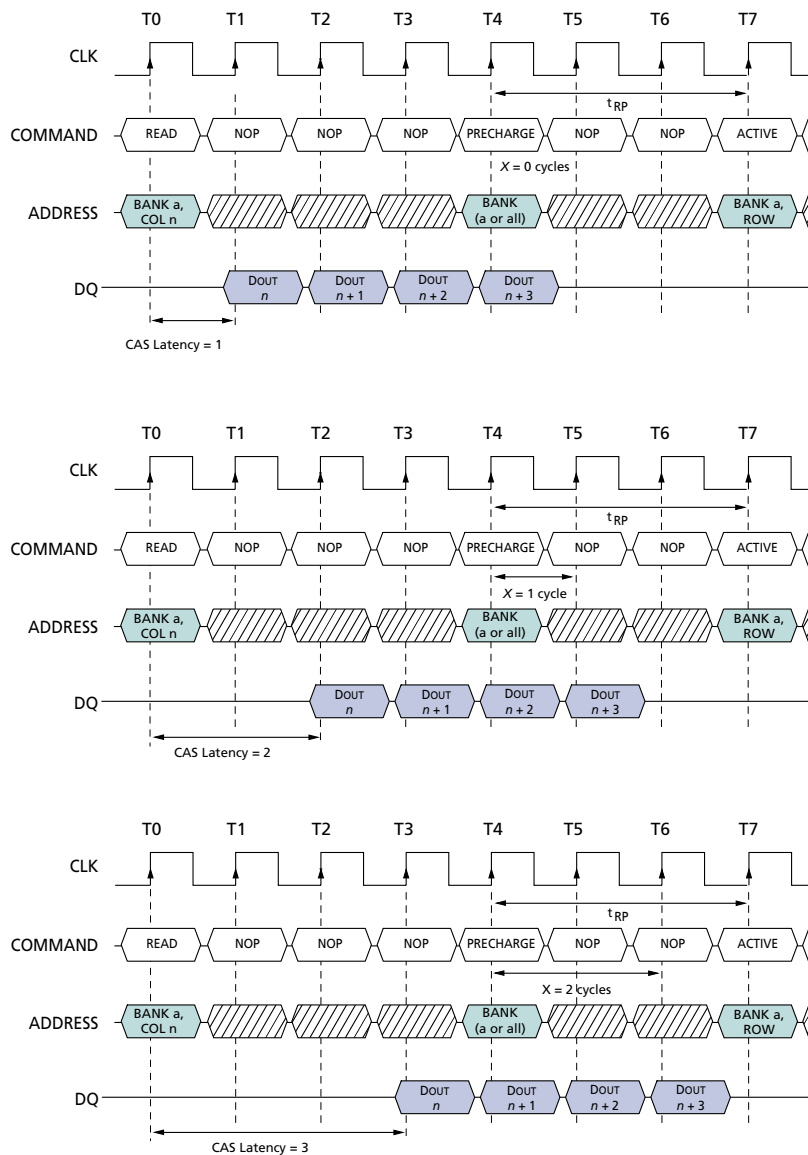 T0 T1 T2 T3 T4 T5 T6 T7
CLK
tRP
COMMAND READ NOP NOP NOP PRECHARGE NOP NOP ACTIVE
X = 0 cycles
ADDRESS BANK a, COL n BANK (a or all) BANK a, ROW
DQ DOUT n DOUT n + 1 DOUT n + 2 DOUT n + 3
CAS Latency = 1
T0 T1 T2 T3 T4 T5 T6 T7
CLK
tRP
COMMAND READ NOP NOP NOP PRECHARGE NOP NOP ACTIVE
X = 1 cycle
ADDRESS BANK a, COL n BANK (a or all) BANK a, ROW
DQ DOUT n DOUT n + 1 DOUT n + 2 DOUT n + 3
CAS Latency = 2
T0 T1 T2 T3 T4 T5 T6 T7
CLK
tRP
COMMAND READ NOP NOP NOP PRECHARGE NOP NOP ACTIVE
X = 2 cycles
ADDRESS BANK a, COL n BANK (a or all) BANK a, ROW
DQ DOUT n DOUT n + 1 DOUT n + 2 DOUT n + 3
CAS Latency = 3